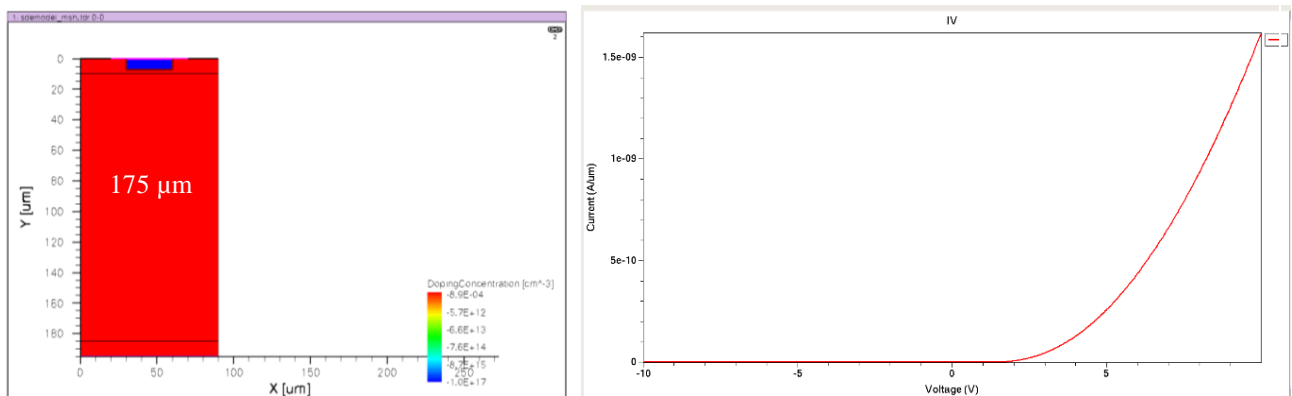 1: sdemodel_msh.tdr 0-0
2
0
20
40
60
80
100
120
140
160
180
Y [um]
175 µm
0
50
100
150
200
250
X [um]
DopingConcentration [cm^-3]
-8.9E-04
-5.7E+12
-6.6E+13
-7.6E+14
-8.7E+15
-1.0E+17
IV
1.5e-09
1e-09
5e-10
0
Current (A/um)
-10
-5
0
5
Voltage (V)